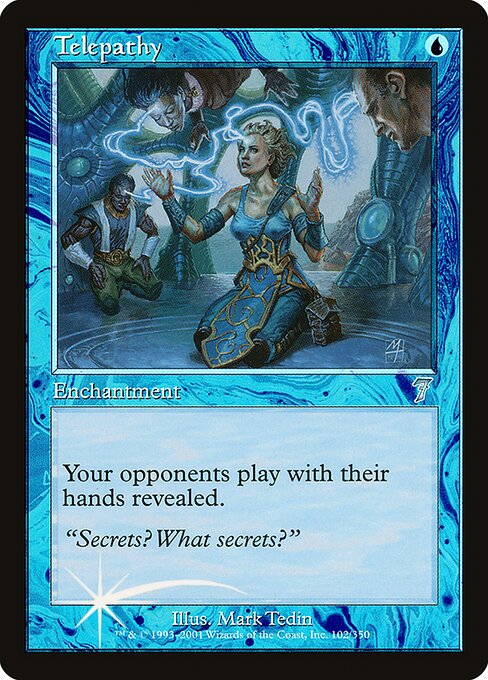 Telepathy
Enchantment
7
Your opponents play with their
hands revealed.
“Secrets? What secrets?”
Illus. Mark Tedin
™ & © 1993–2001 Wizards of the Coast, Inc. 102/350